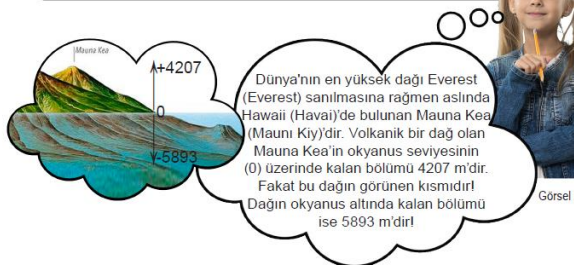 Mauna Kea
+4207
0
-5893
Dünya'nın en yüksek dağı Everest
(Everest) sanılmasına rağmen aslında
Hawaii (Havai)'de bulunan Mauna Kea
(Maunı Kiy)'dir. Volkanik bir dağ olan
Mauna Kea'in okyanus seviyesinin
(0) üzerinde kalan bölümü 4207 m'dir.
Fakat bu dağın görünen kısmıdır!
Dağın okyanus altında kalan bölümü
ise 5893 m'dir!
Görsel